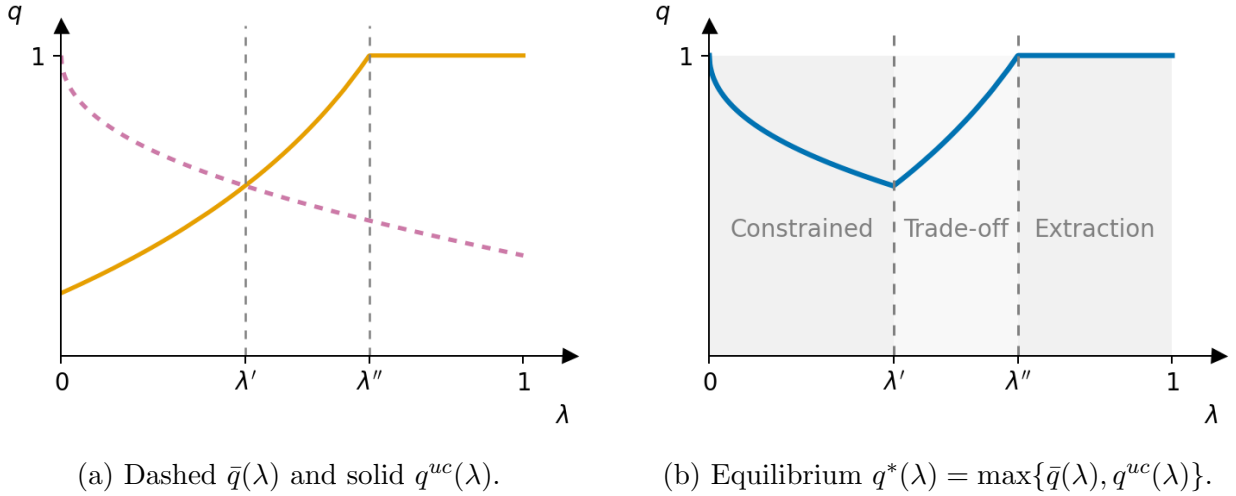 q
1
0
λ′
λ″
1
λ
(a) Dashed q̄(λ) and solid q^{uc}(λ).
q
1
Constrained
Trade-off
Extraction
0
λ′
λ″
1
λ
(b) Equilibrium q*(λ) = max{q̄(λ), q^{uc}(λ)}.